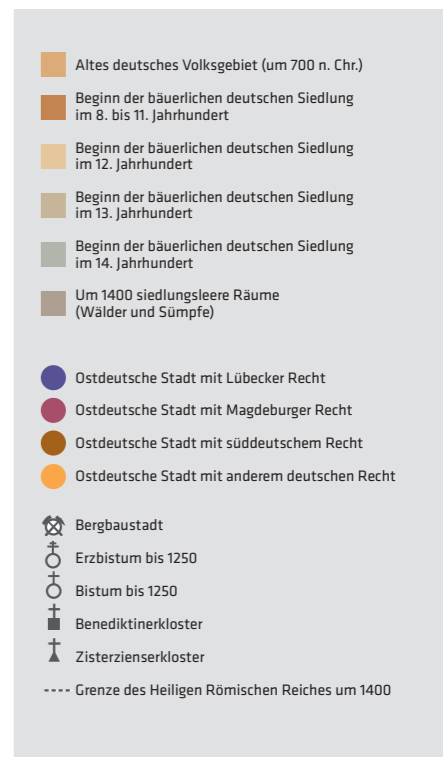 Altes deutsches Volksgebiet (um 700 n. Chr.)
Beginn der bäuerlichen deutschen Siedlung
im 8. bis 11. Jahrhundert
Beginn der bäuerlichen deutschen Siedlung
im 12. Jahrhundert
Beginn der bäuerlichen deutschen Siedlung
im 13. Jahrhundert
Beginn der bäuerlichen deutschen Siedlung
im 14. Jahrhundert
Um 1400 siedlungsleere Räume
(Wälder und Sümpfe)
Ostdeutsche Stadt mit Lübecker Recht
Ostdeutsche Stadt mit Magdeburger Recht
Ostdeutsche Stadt mit süddeutschem Recht
Ostdeutsche Stadt mit anderem deutschen Recht
Bergbaustadt
Erzbistum bis 1250
Bistum bis 1250
Benediktinerkloster
Zisterzienserkloster
Grenze des Heiligen Römischen Reiches um 1400